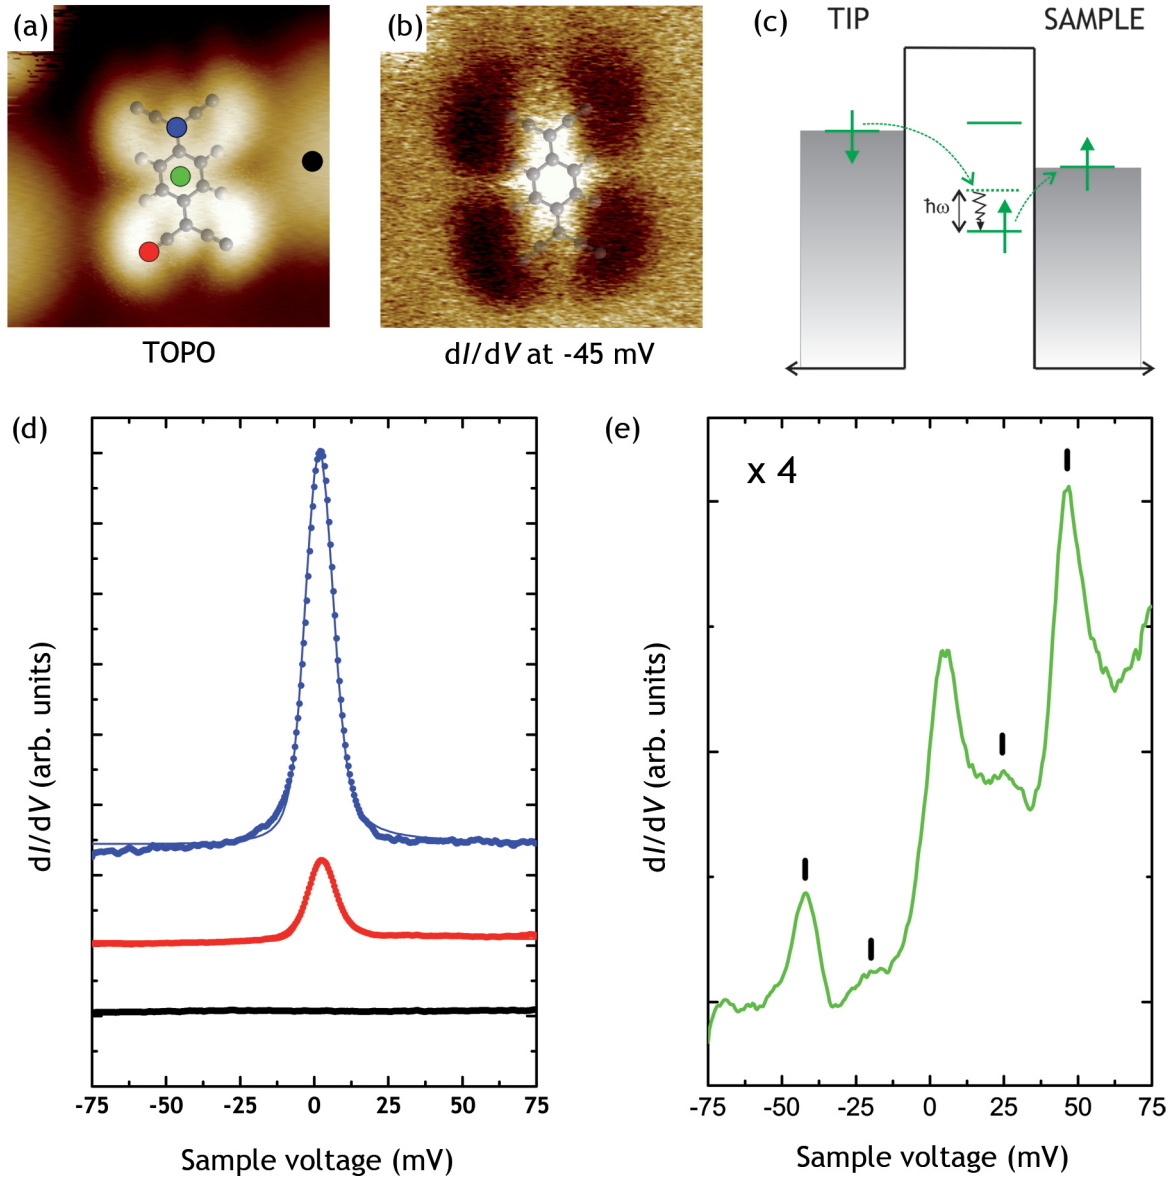 (a)
TOPO
(b)
dI/dV at -45 mV
(c)
TIP
SAMPLE
ħω
(d)
dI/dV (arb. units)
-75 -50 -25 0 25 50 75
Sample voltage (mV)
(e)
x 4
dI/dV (arb. units)
-75 -50 -25 0 25 50 75
Sample voltage (mV)